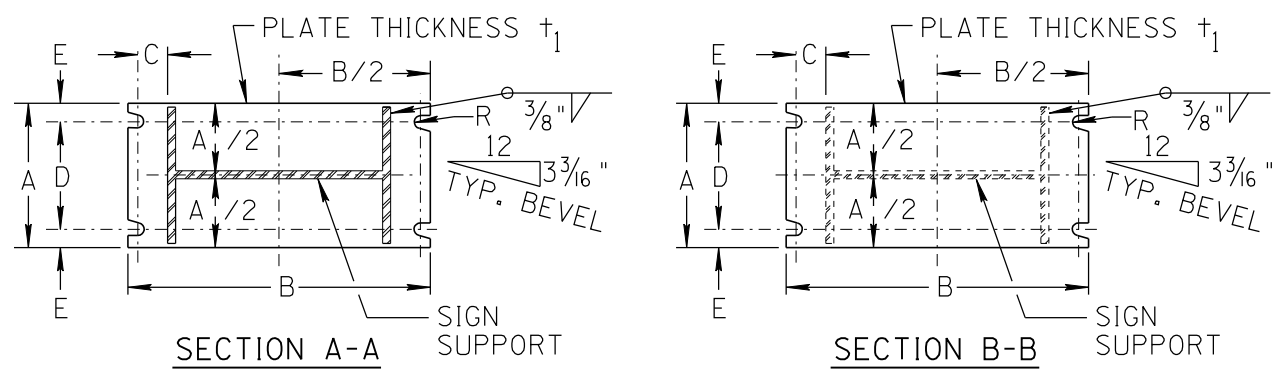 PLATE THICKNESS t1
E
C
B/2
R
3/8"
A /2
12
3 3/16 "
TYP. BEVEL
A
D
A /2
E
B
SIGN
SUPPORT
SECTION A-A
PLATE THICKNESS t1
E
C
B/2
R
3/8"
A /2
12
3 3/16 "
TYP. BEVEL
A
D
A /2
E
B
SIGN
SUPPORT
SECTION B-B